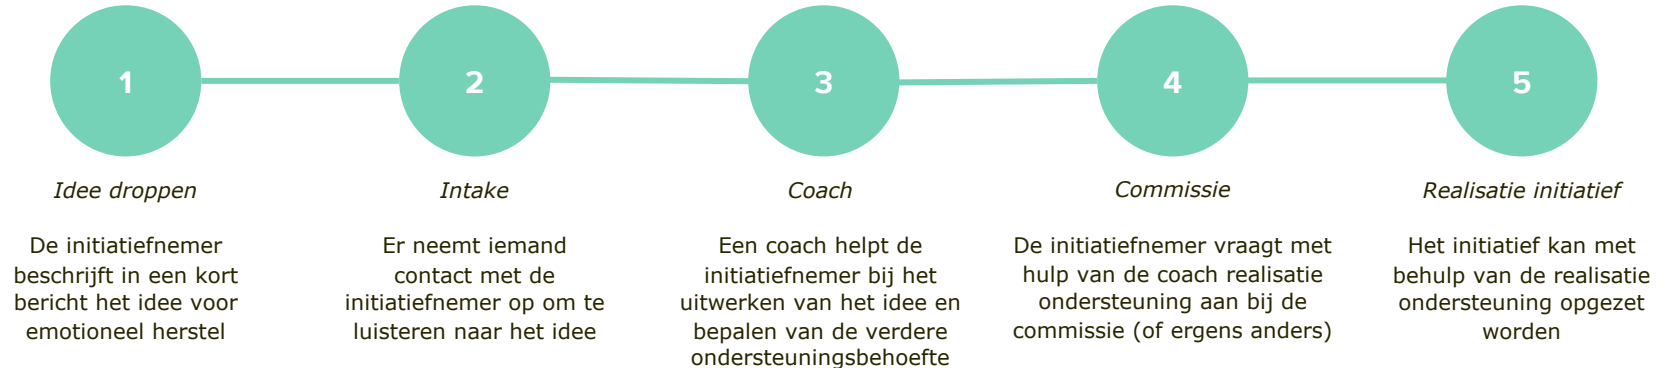 1
2
3
4
5
Idee droppen
De initiatiefnemer
beschrijft in een kort
bericht het idee voor
emotioneel herstel
Intake
Er neemt iemand
contact met de
initiatiefnemer op om te
luisteren naar het idee
Coach
Een coach helpt de
initiatiefnemer bij het
uitwerken van het idee en
bepalen van de verdere
ondersteuningsbehoefte
Commissie
De initiatiefnemer vraagt met
hulp van de coach realisatie
ondersteuning aan bij de
commissie (of ergens anders)
Realisatie initiatief
Het initiatief kan met
behulp van de realisatie
ondersteuning opgezet
worden